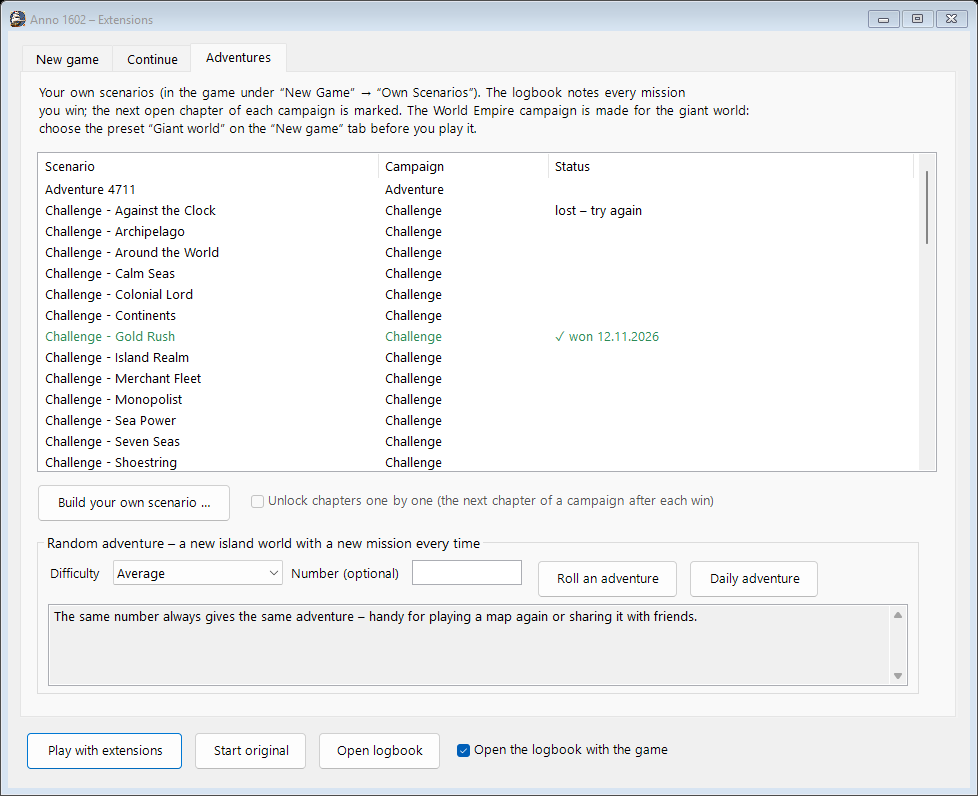 Anno 1602 – Extensions
New game
Continue
Adventures
Your own scenarios (in the game under “New Game” → “Own Scenarios”). The logbook notes every mission
you win; the next open chapter of each campaign is marked. The World Empire campaign is made for the giant world:
choose the preset “Giant world” on the “New game” tab before you play it.
Scenario Campaign Status
Adventure 4711 Adventure
Challenge - Against the Clock Challenge lost – try again
Challenge - Archipelago Challenge
Challenge - Around the World Challenge
Challenge - Calm Seas Challenge
Challenge - Colonial Lord Challenge
Challenge - Continents Challenge
Challenge - Gold Rush Challenge ✓ won 12.11.2026
Challenge - Island Realm Challenge
Challenge - Merchant Fleet Challenge
Challenge - Monopolist Challenge
Challenge - Sea Power Challenge
Challenge - Seven Seas Challenge
Challenge - Shoestring Challenge
Build your own scenario ...
Unlock chapters one by one (the next chapter of a campaign after each win)
Random adventure – a new island world with a new mission every time
Difficulty
Average
Number (optional)
Roll an adventure
Daily adventure
The same number always gives the same adventure – handy for playing a map again or sharing it with friends.
Play with extensions
Start original
Open logbook
Open the logbook with the game